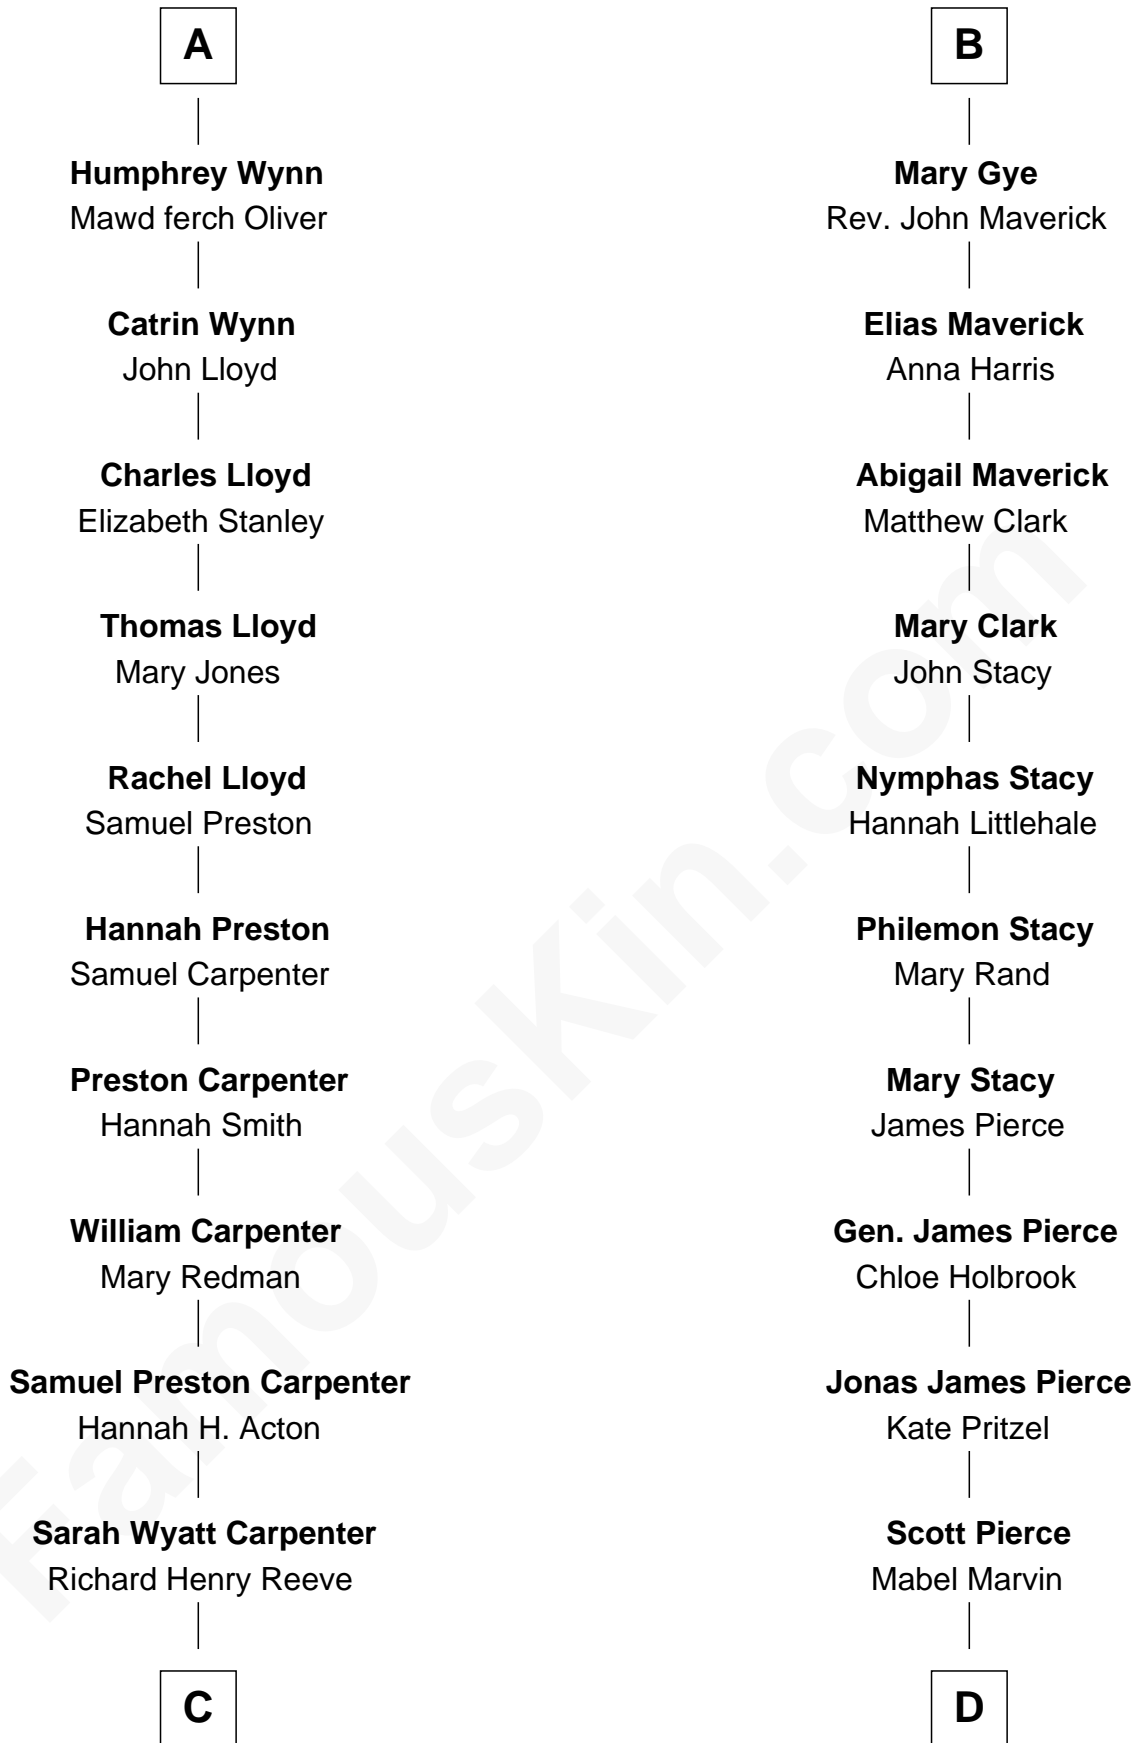 A
Humphrey Wynn
Mawd ferch Oliver
Catrin Wynn
John Lloyd
Charles Lloyd
Elizabeth Stanley
Thomas Lloyd
Mary Jones
Rachel Lloyd
Samuel Preston
Hannah Preston
Samuel Carpenter
Preston Carpenter
Hannah Smith
William Carpenter
Mary Redman
Samuel Preston Carpenter
Hannah H. Acton
Sarah Wyatt Carpenter
Richard Henry Reeve
C
B
Mary Gye
Rev. John Maverick
Elias Maverick
Anna Harris
Abigail Maverick
Matthew Clark
Mary Clark
John Stacy
Nymphas Stacy
Hannah Littlehale
Philemon Stacy
Mary Rand
Mary Stacy
James Pierce
Gen. James Pierce
Chloe Holbrook
Jonas James Pierce
Kate Pritzel
Scott Pierce
Mabel Marvin
D
FamousKin.com